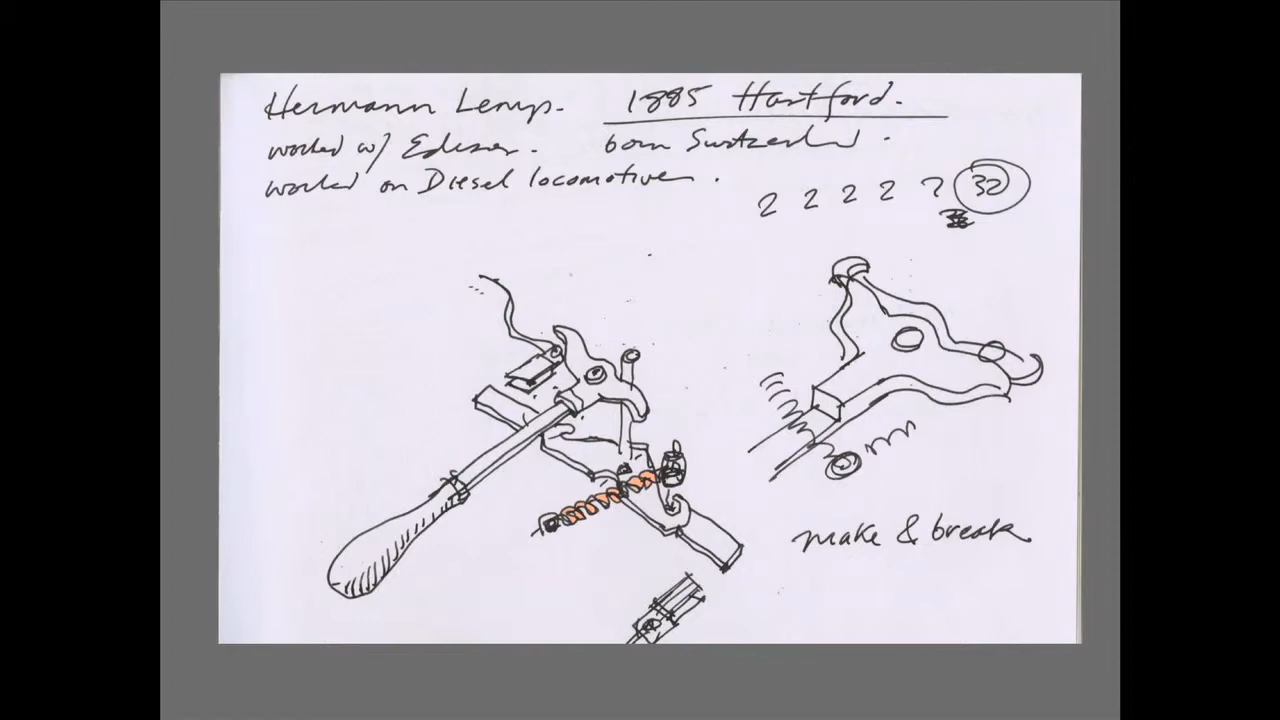 Hermann Lemp. 1885 Hartford.
worked w/ Edison. born Switzerland.
worked on Diesel locomotive.
2 2 2 2 2 32
make & break